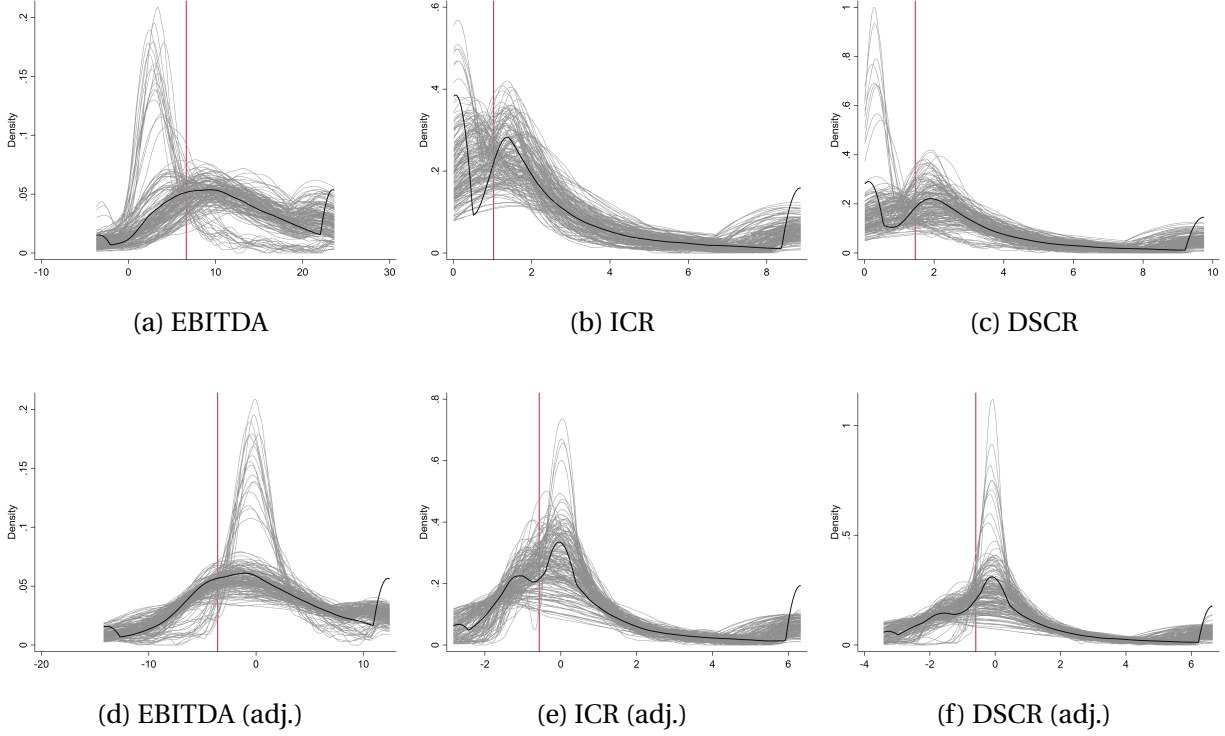 Density
0 .05 .1 .15 .2
-10 0 10 20 30
(a) EBITDA
Density
0 .2 .4 .6
0 2 4 6 8
(b) ICR
Density
0 .2 .4 .6 .8 1
0 2 4 6 8 10
(c) DSCR
Density
0 .05 .1 .15 .2
-20 -10 0 10
(d) EBITDA (adj.)
Density
0 .2 .4 .6 .8
-2 0 2 4 6
(e) ICR (adj.)
Density
0 .5 1
-4 -2 0 2 4 6
(f) DSCR (adj.)